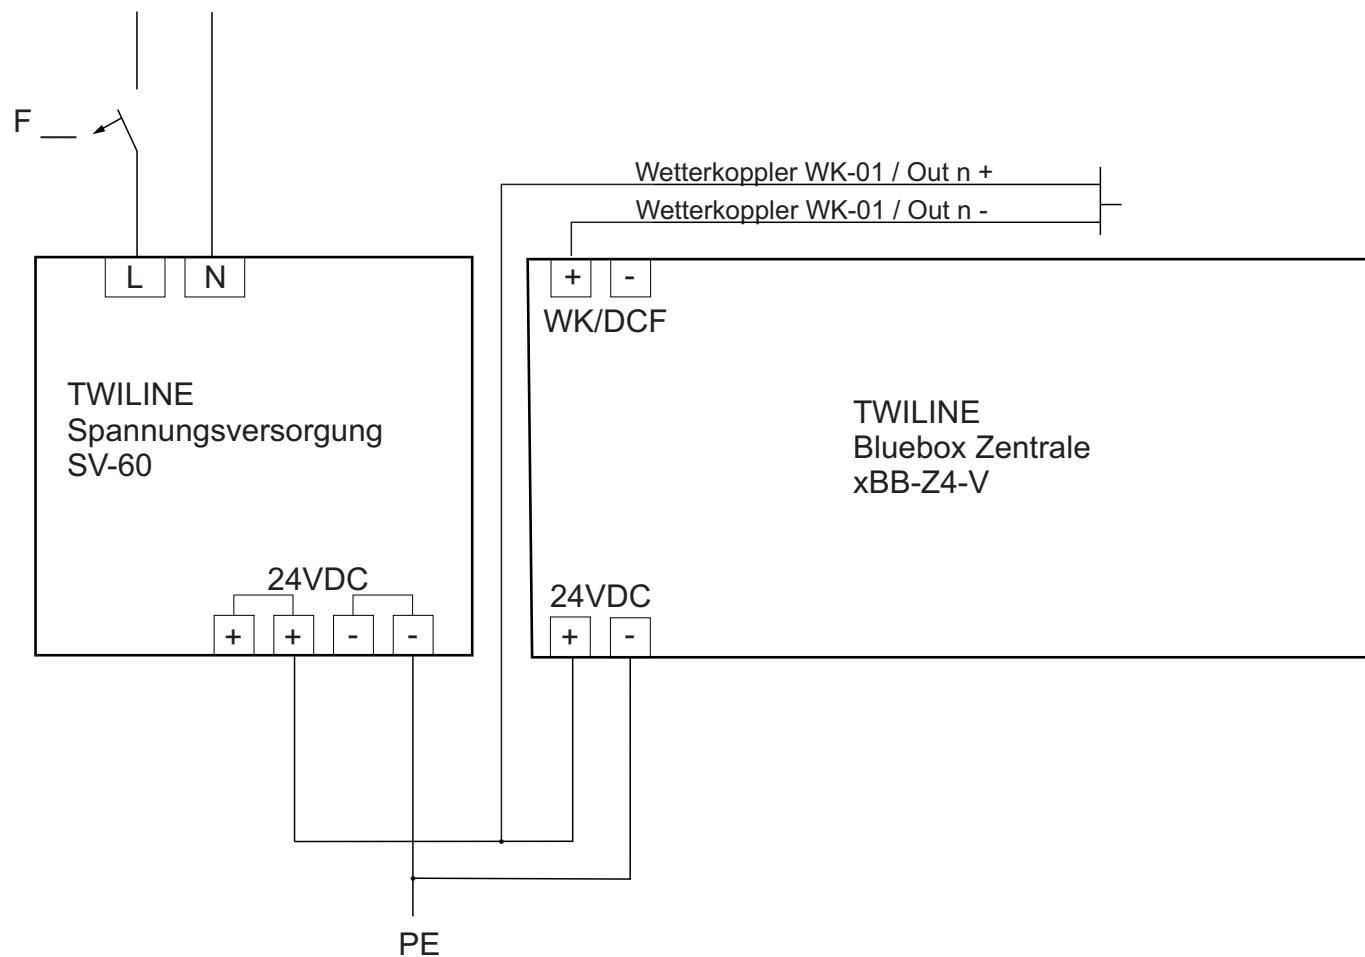 F __
Wetterkoppler WK-01 / Out n +
Wetterkoppler WK-01 / Out n -
L N
+ -
WK/DCF
TWILINE
Spannungsversorgung
SV-60
TWILINE
Bluebox Zentrale
xBB-Z4-V
24VDC
+ + - -
24VDC
+ -
PE